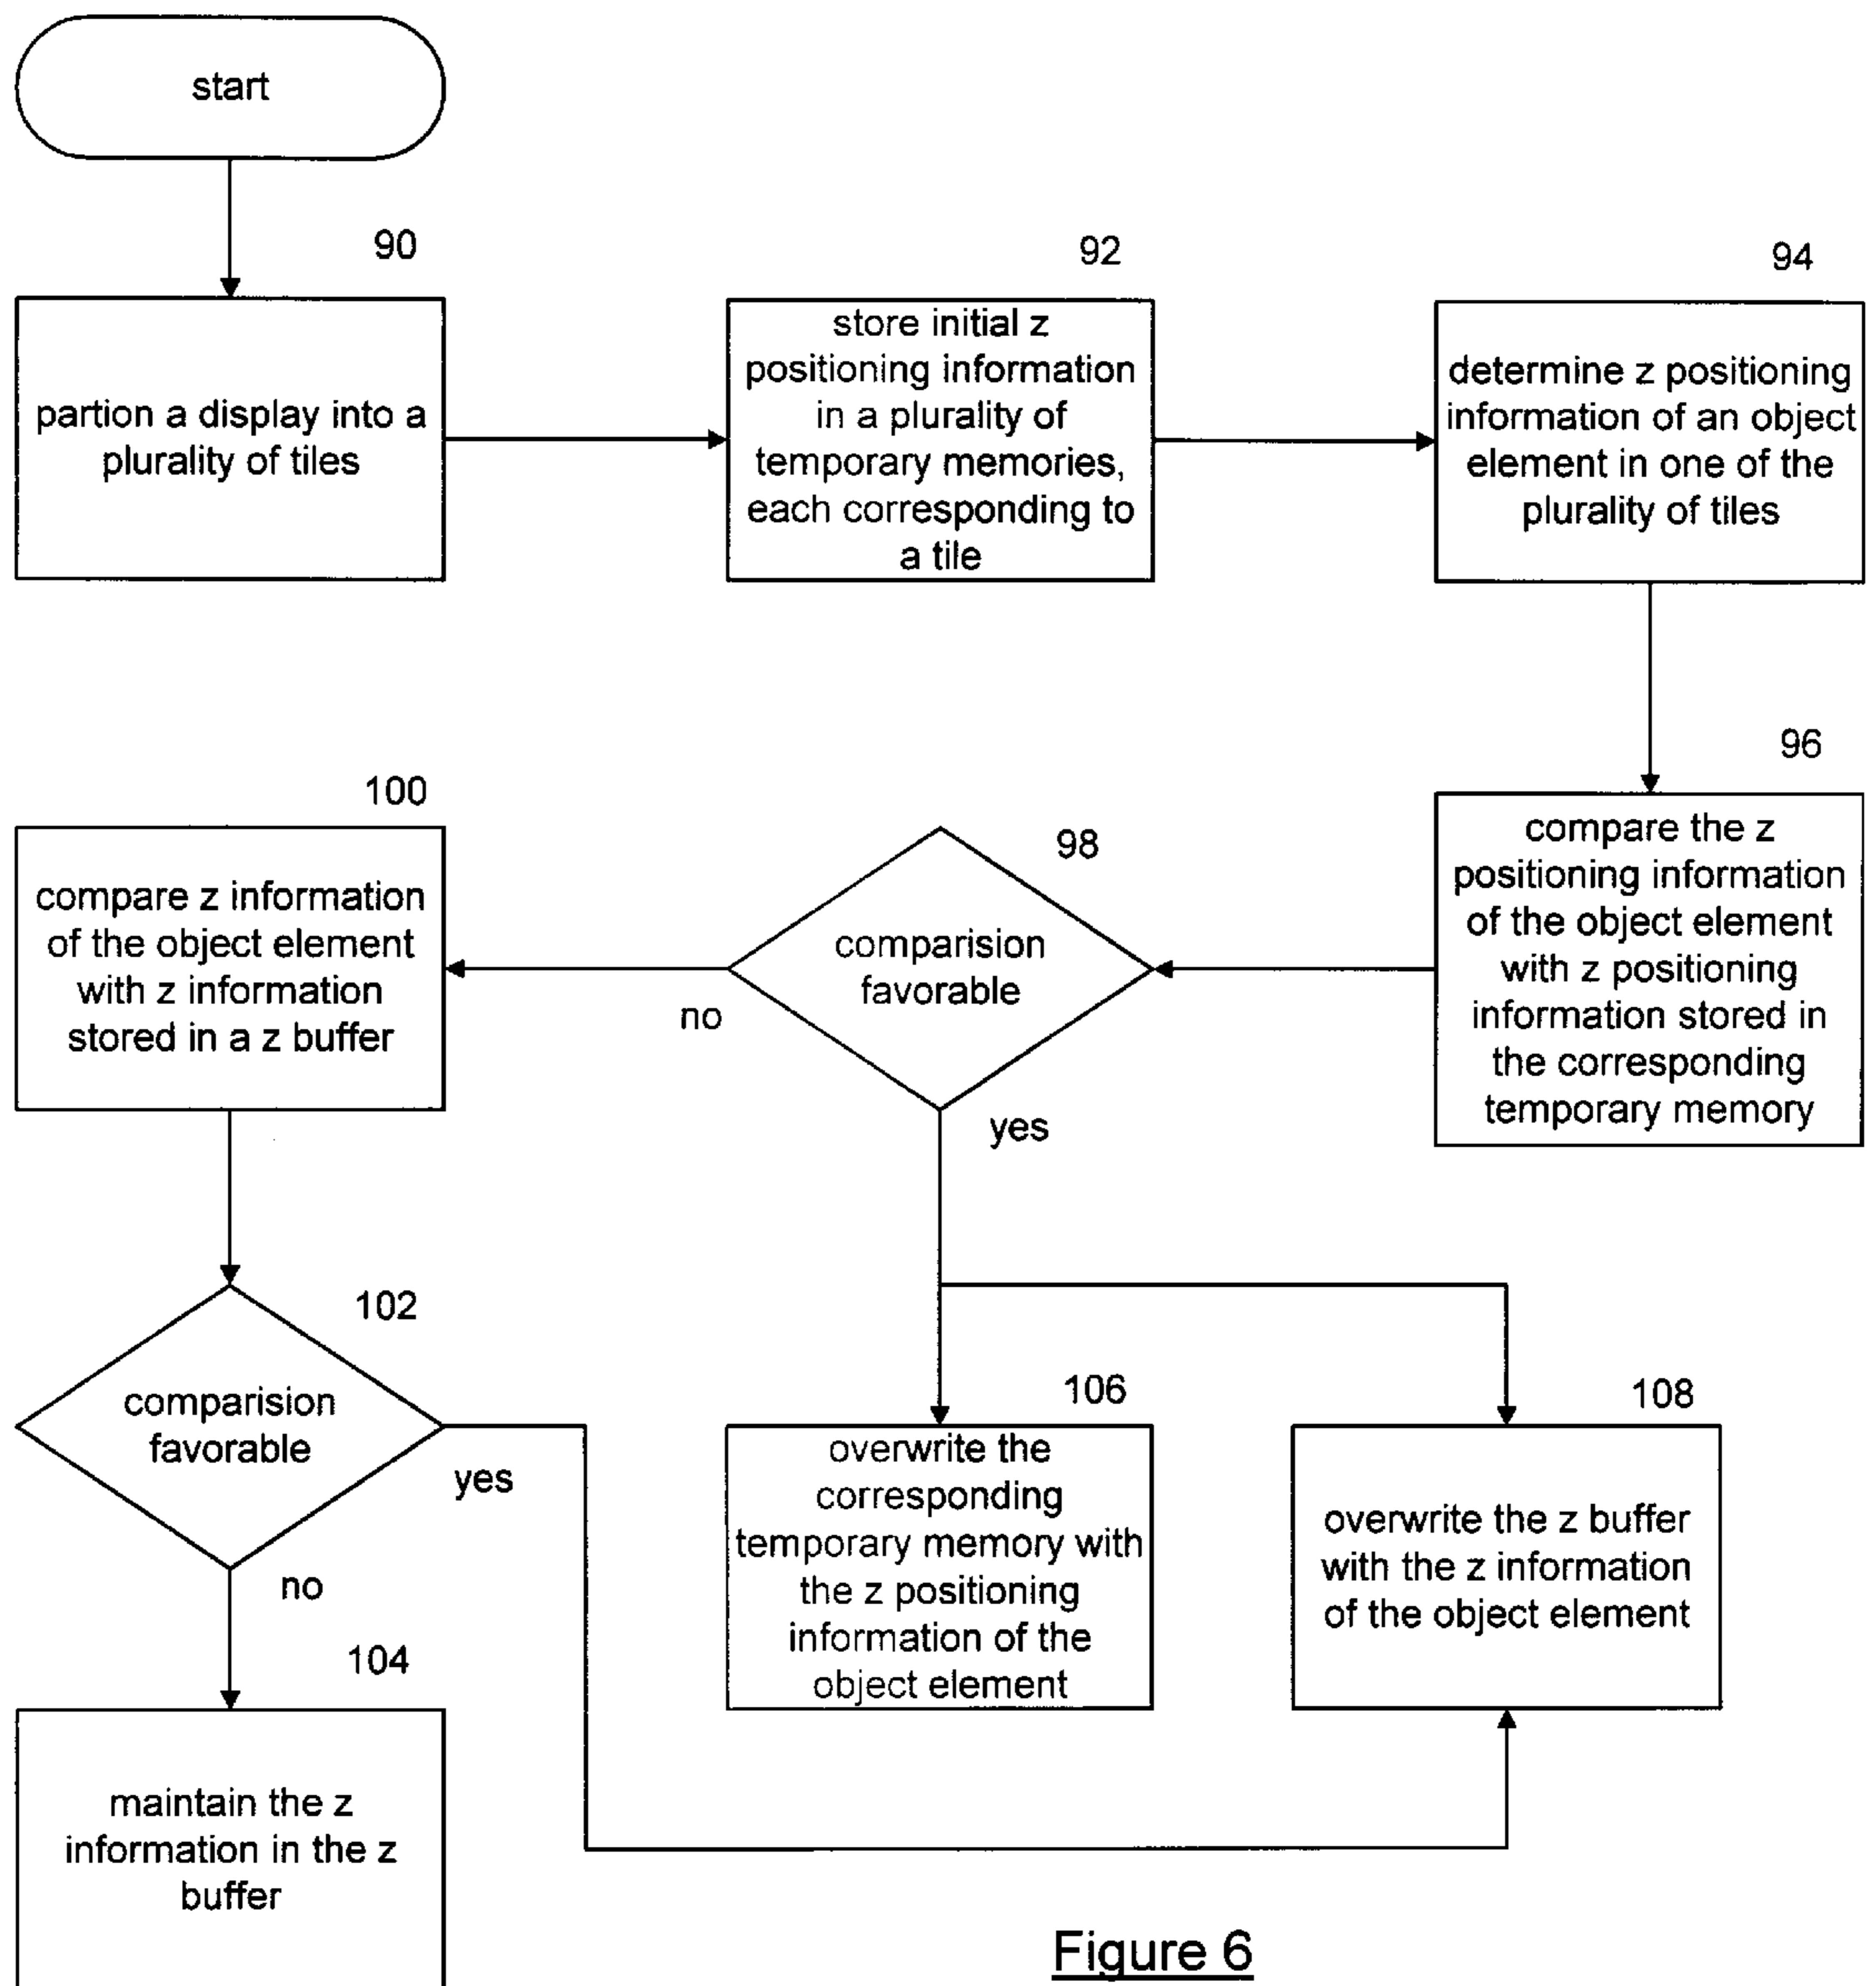 start
90
partion a display into a
plurality of tiles
92
store initial z
positioning information
in a plurality of
temporary memories,
each corresponding to
a tile
94
determine z positioning
information of an object
element in one of the
plurality of tiles
96
compare the z
positioning information
of the object element
with z positioning
information stored in
the corresponding
temporary memory
98
comparision
favorable
no
yes
100
compare z information
of the object element
with z information
stored in a z buffer
102
comparision
favorable
yes
no
104
maintain the z
information in the z
buffer
106
overwrite the
corresponding
temporary memory with
the z positioning
information of the
object element
108
overwrite the z buffer
with the z information
of the object element
Figure 6